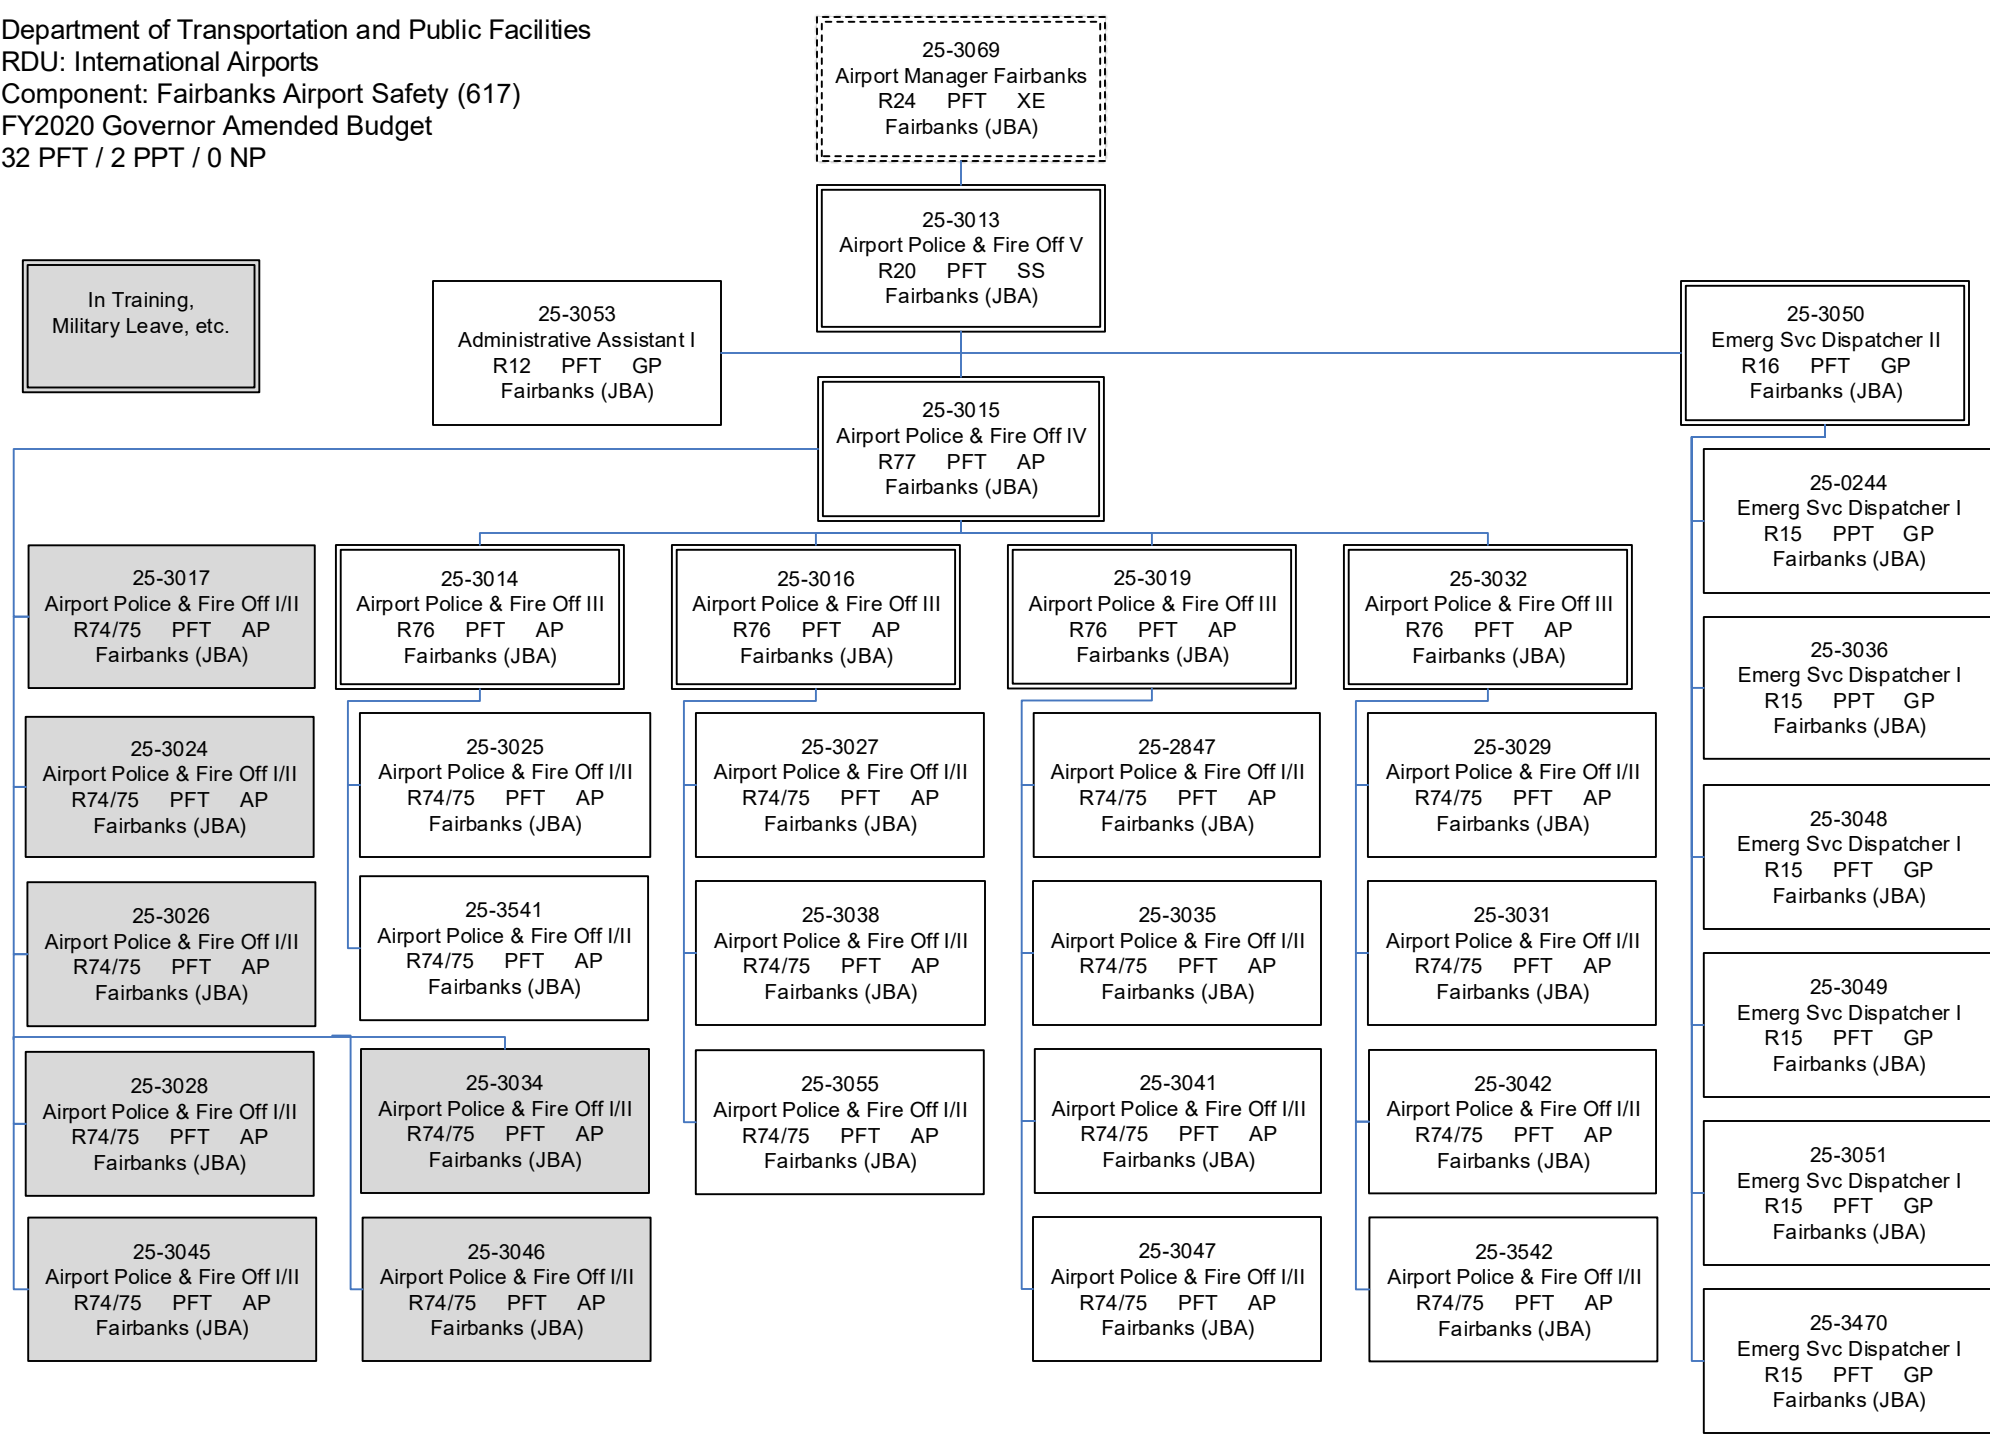 Department of Transportation and Public Facilities
RDU: International Airports
Component: Fairbanks Airport Safety (617)
FY2020 Governor Amended Budget
32 PFT / 2 PPT / 0 NP
25-3069
Airport Manager Fairbanks
R24 PFT XE
Fairbanks (JBA)
25-3013
Airport Police & Fire Off V
R20 PFT SS
Fairbanks (JBA)
In Training,
Military Leave, etc.
25-3053
Administrative Assistant I
R12 PFT GP
Fairbanks (JBA)
25-3050
Emerg Svc Dispatcher II
R16 PFT GP
Fairbanks (JBA)
25-3015
Airport Police & Fire Off IV
R77 PFT AP
Fairbanks (JBA)
25-3017
Airport Police & Fire Off I/II
R74/75 PFT AP
Fairbanks (JBA)
25-3024
Airport Police & Fire Off I/II
R74/75 PFT AP
Fairbanks (JBA)
25-3026
Airport Police & Fire Off I/II
R74/75 PFT AP
Fairbanks (JBA)
25-3028
Airport Police & Fire Off I/II
R74/75 PFT AP
Fairbanks (JBA)
25-3045
Airport Police & Fire Off I/II
R74/75 PFT AP
Fairbanks (JBA)
25-3014
Airport Police & Fire Off III
R76 PFT AP
Fairbanks (JBA)
25-3025
Airport Police & Fire Off I/II
R74/75 PFT AP
Fairbanks (JBA)
25-3541
Airport Police & Fire Off I/II
R74/75 PFT AP
Fairbanks (JBA)
25-3034
Airport Police & Fire Off I/II
R74/75 PFT AP
Fairbanks (JBA)
25-3046
Airport Police & Fire Off I/II
R74/75 PFT AP
Fairbanks (JBA)
25-3016
Airport Police & Fire Off III
R76 PFT AP
Fairbanks (JBA)
25-3027
Airport Police & Fire Off I/II
R74/75 PFT AP
Fairbanks (JBA)
25-3038
Airport Police & Fire Off I/II
R74/75 PFT AP
Fairbanks (JBA)
25-3055
Airport Police & Fire Off I/II
R74/75 PFT AP
Fairbanks (JBA)
25-3019
Airport Police & Fire Off III
R76 PFT AP
Fairbanks (JBA)
25-2847
Airport Police & Fire Off I/II
R74/75 PFT AP
Fairbanks (JBA)
25-3035
Airport Police & Fire Off I/II
R74/75 PFT AP
Fairbanks (JBA)
25-3041
Airport Police & Fire Off I/II
R74/75 PFT AP
Fairbanks (JBA)
25-3047
Airport Police & Fire Off I/II
R74/75 PFT AP
Fairbanks (JBA)
25-3032
Airport Police & Fire Off III
R76 PFT AP
Fairbanks (JBA)
25-3029
Airport Police & Fire Off I/II
R74/75 PFT AP
Fairbanks (JBA)
25-3031
Airport Police & Fire Off I/II
R74/75 PFT AP
Fairbanks (JBA)
25-3042
Airport Police & Fire Off I/II
R74/75 PFT AP
Fairbanks (JBA)
25-3542
Airport Police & Fire Off I/II
R74/75 PFT AP
Fairbanks (JBA)
25-0244
Emerg Svc Dispatcher I
R15 PPT GP
Fairbanks (JBA)
25-3036
Emerg Svc Dispatcher I
R15 PPT GP
Fairbanks (JBA)
25-3048
Emerg Svc Dispatcher I
R15 PFT GP
Fairbanks (JBA)
25-3049
Emerg Svc Dispatcher I
R15 PFT GP
Fairbanks (JBA)
25-3051
Emerg Svc Dispatcher I
R15 PFT GP
Fairbanks (JBA)
25-3470
Emerg Svc Dispatcher I
R15 PFT GP
Fairbanks (JBA)